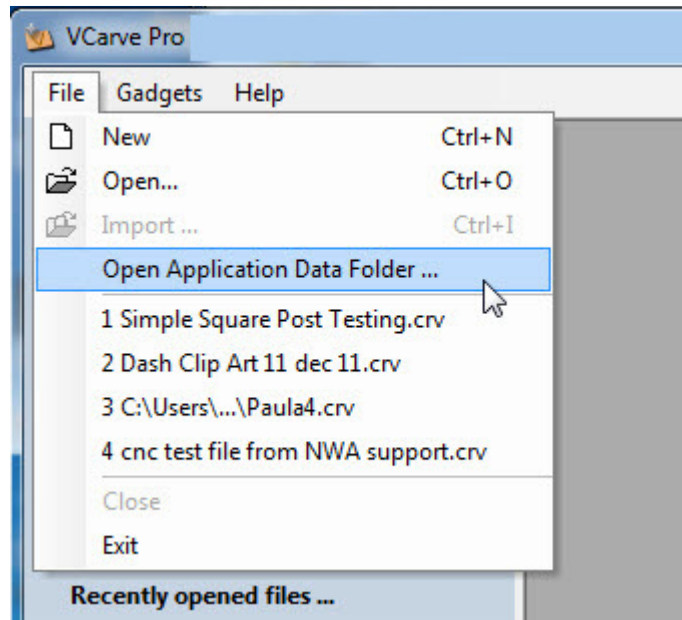 VCarve Pro
File Gadgets Help
New Ctrl+N
Open... Ctrl+O
Import ... Ctrl+I
Open Application Data Folder ...
1 Simple Square Post Testing.crv
2 Dash Clip Art 11 dec 11.crv
3 C:\Users\...\Paula4.crv
4 cnc test file from NWA support.crv
Close
Exit
Recently opened files ...